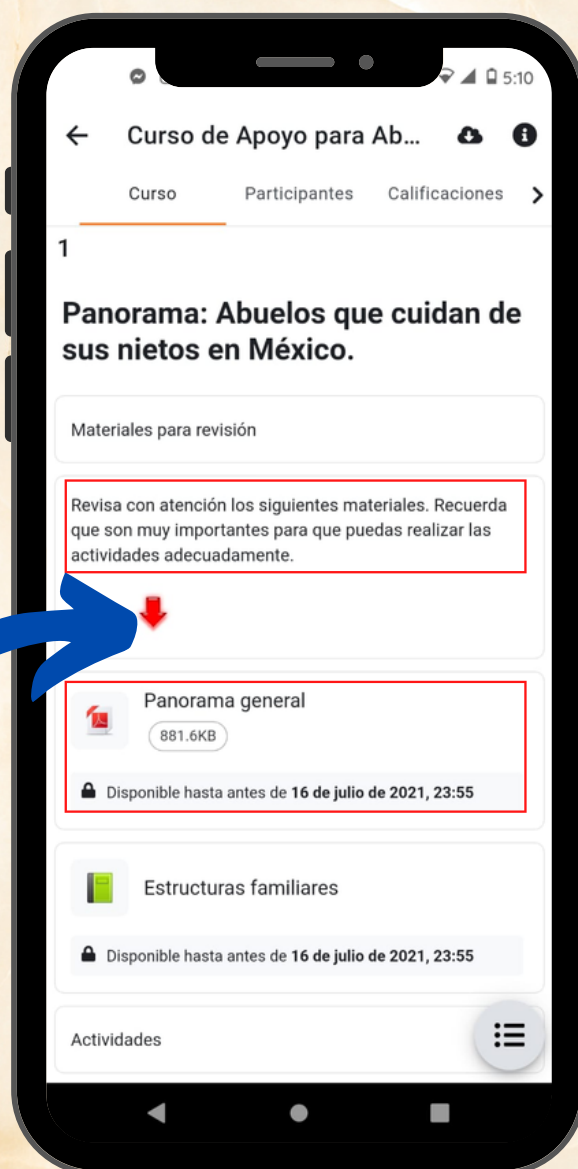 5:10
Curso de Apoyo para Ab...
Curso Participantes Calificaciones
1
Panorama: Abuelos que cuidan de
sus nietos en México.
Materiales para revisión
Revisa con atención los siguientes materiales. Recuerda
que son muy importantes para que puedas realizar las
actividades adecuadamente.
Panorama general
881.6KB
Disponible hasta antes de 16 de julio de 2021, 23:55
Estructuras familiares
Disponible hasta antes de 16 de julio de 2021, 23:55
Actividades